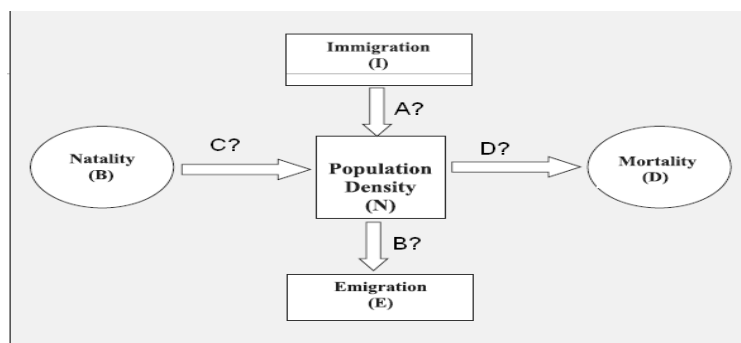 Immigration
(I)
A?
C?
Natality
(B)
Population
Density
(N)
D?
Mortality
(D)
B?
Emigration
(E)